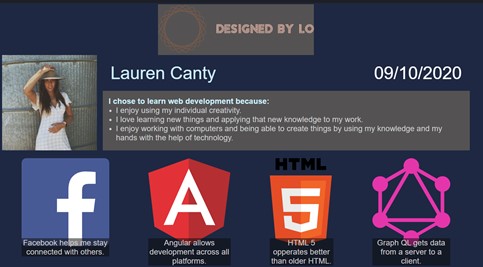 DESIGNED BY LO
Lauren Canty
09/10/2020
I chose to learn web development because:
I enjoy using my individual creativity.
I love learning new things and applying that new knowledge to my work.
I enjoy working with computers and being able to create things by using my knowledge and my
hands with the help of technology.
f
Facebook helps me stay
connected with others.
A
Angular allows
development across all
platforms.
HTML
5
HTML 5
opperates better
than older HTML.
Graph QL gets data
from a server to a
client.